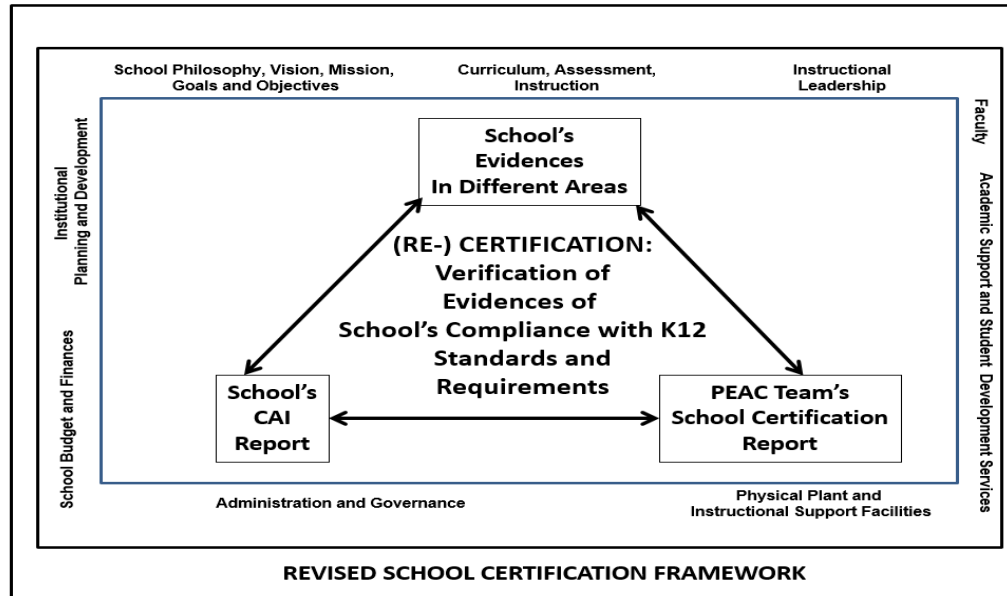 School Philosophy, Vision, Mission,
Goals and Objectives
Curriculum, Assessment,
Instruction
Instructional
Leadership
Faculty
Academic Support and Student Development Services
Institutional
Planning and Development
School Budget and Finances
School's
Evidences
In Different Areas
(RE-) CERTIFICATION:
Verification of
Evidences of
School's Compliance with K12
Standards and
Requirements
School's
CAI
Report
PEAC Team's
School Certification
Report
Administration and Governance
Physical Plant and
Instructional Support Facilities
REVISED SCHOOL CERTIFICATION FRAMEWORK